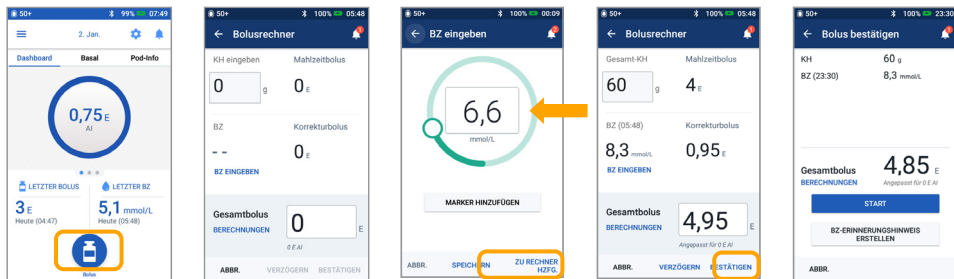 50+
99% 07:49
2. Jan.
Dashboard Basal Pod-Info
0,75 E
AI
LETZTER BOLUS LETZTER BZ
3 E 5,1 mmol/L
Heute (04:47) Heute (05:48)
Bolus
50+ 100% 05:48
Bolusrechner
KH eingeben Mahlzeitbolus
0 g 0 E
BZ Korrekturbolus
-- 0 E
BZ EINGEBEN
Gesamtbolus
BERECHNUNGEN
0 E
0 E AI
ABBR. VERZÖGERN BESTÄTIGEN
50+ 100% 00:09
BZ eingeben
6,6
mmol/L
MARKER HINZUFÜGEN
ABBR. SPEICHERN ZU RECHNER
HZFG.
50+ 100% 05:48
Bolusrechner
Gesamt-KH Mahlzeitbolus
60 g 4 E
BZ (05:48) Korrekturbolus
8,3 mmol/L 0,95 E
BZ EINGEBEN
Gesamtbolus
BERECHNUNGEN
4,95 E
Angepasst für 0 E AI
ABBR. VERZÖGERN BESTÄTIGEN
50+ 100% 23:30
Bolus bestätigen
KH 60 g
BZ (23:30) 8,3 mmol/L
Gesamtbolus 4,85 E
BERECHNUNGEN Angepasst für 0 E AI
START
BZ-ERINNERUNGSHINWEIS
ERSTELLEN
ABBR.